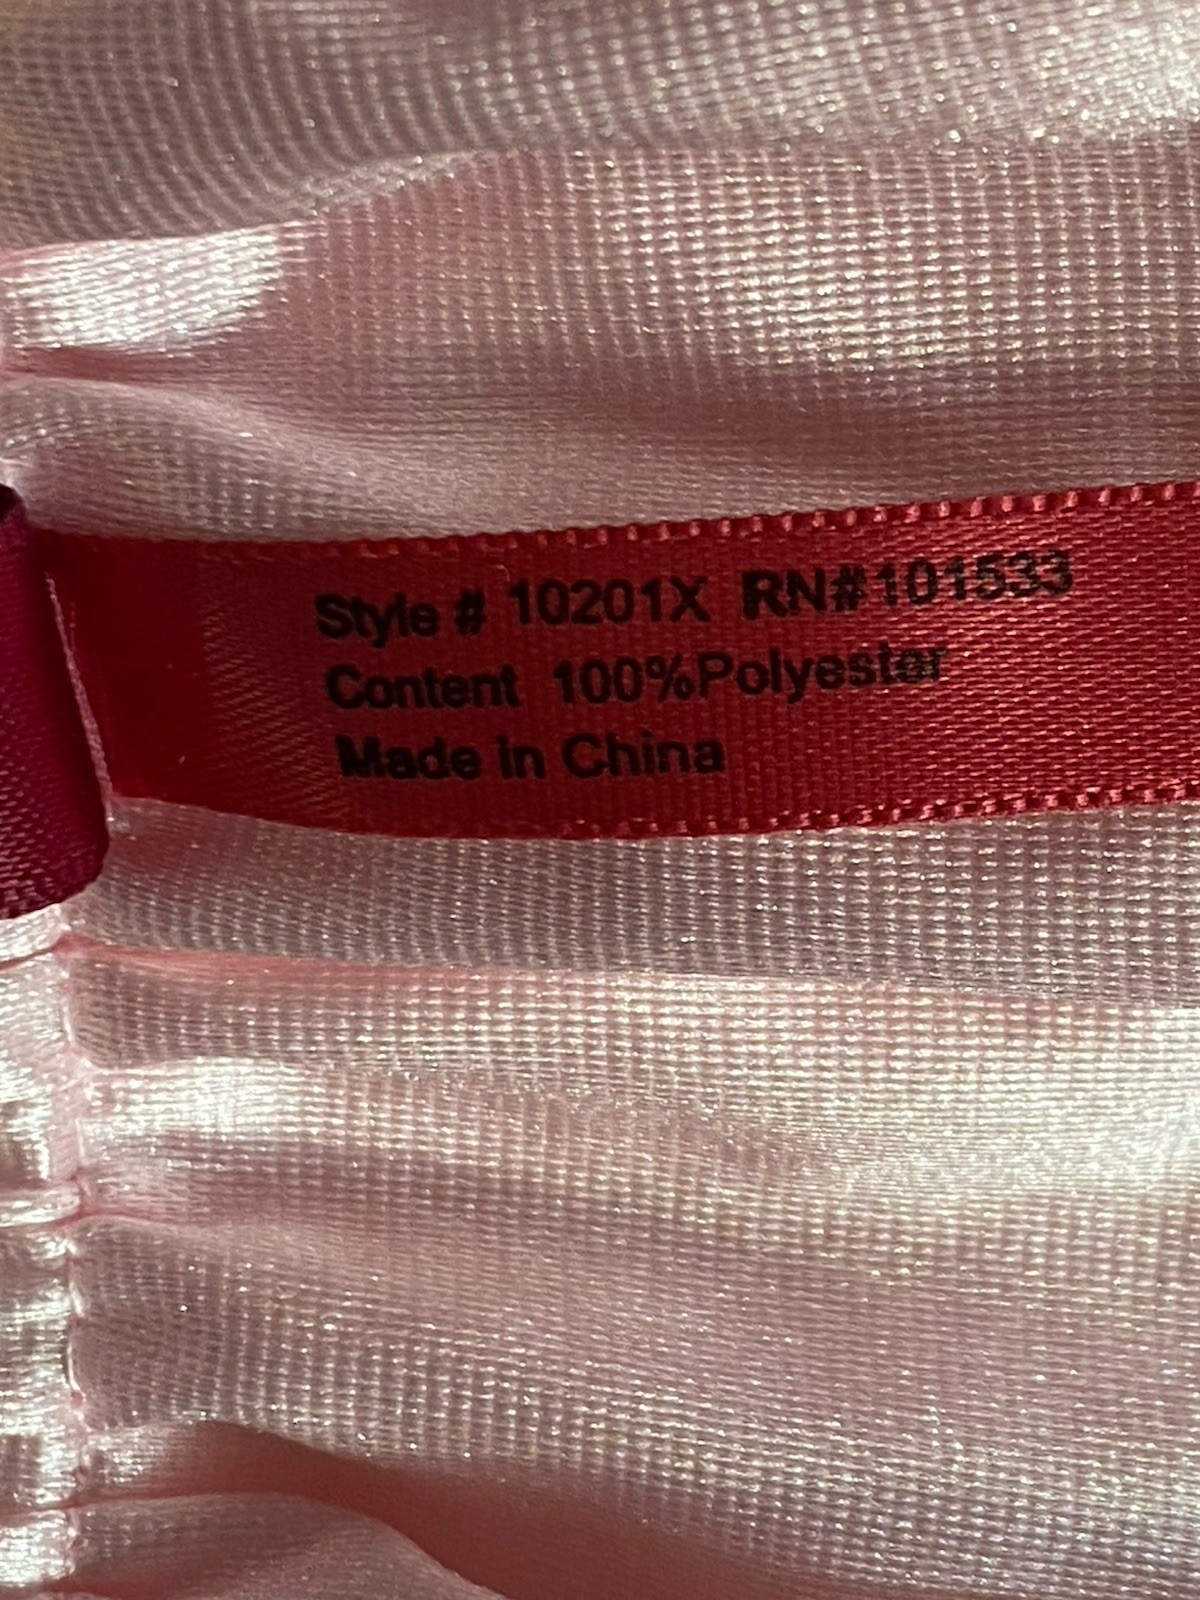 Style # 10201X RN#101533
Content 100%Polyester
Made in China